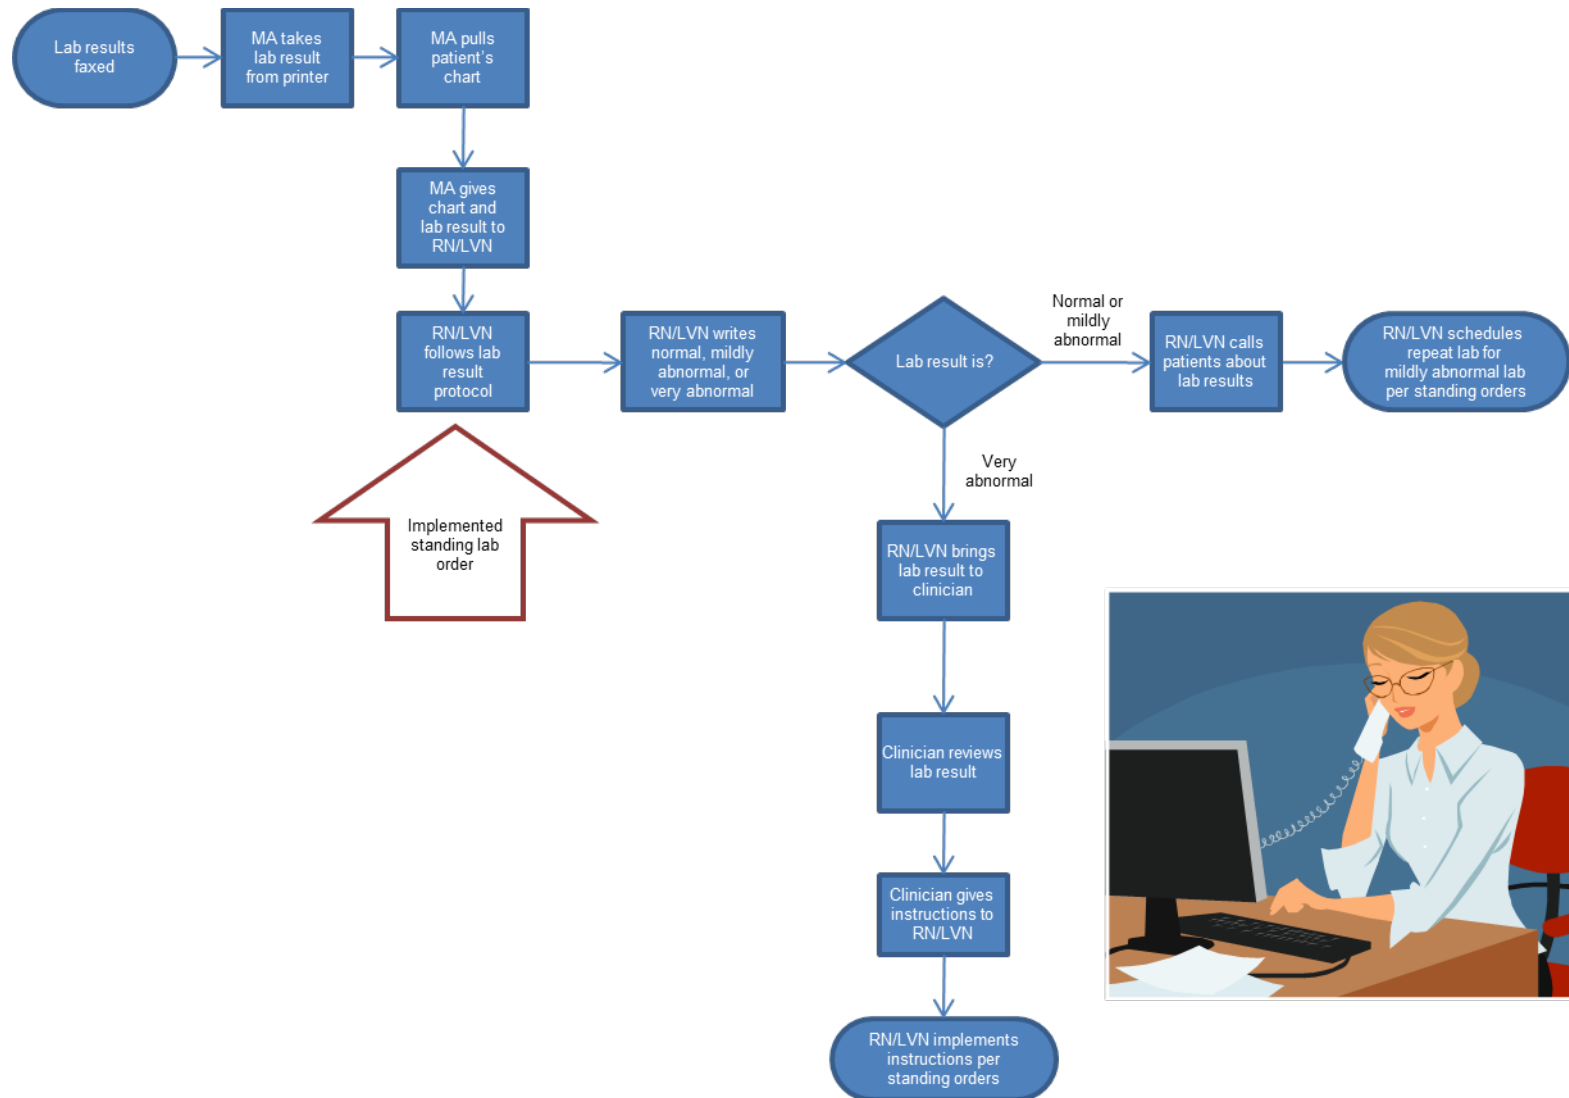 Lab results
faxed
MA takes
lab result
from printer
MA pulls
patient's
chart
MA gives
chart and
lab result to
RN/LVN
RN/LVN
follows lab
result
protocol
RN/LVN writes
normal, mildly
abnormal, or
very abnormal
Lab result is?
Normal or
mildly
abnormal
RN/LVN calls
patients about
lab results
RN/LVN schedules
repeat lab for
mildly abnormal lab
per standing orders
Implemented
standing lab
order
Very
abnormal
RN/LVN brings
lab result to
clinician
Clinician reviews
lab result
Clinician gives
instructions to
RN/LVN
RN/LVN implements
instructions per
standing orders